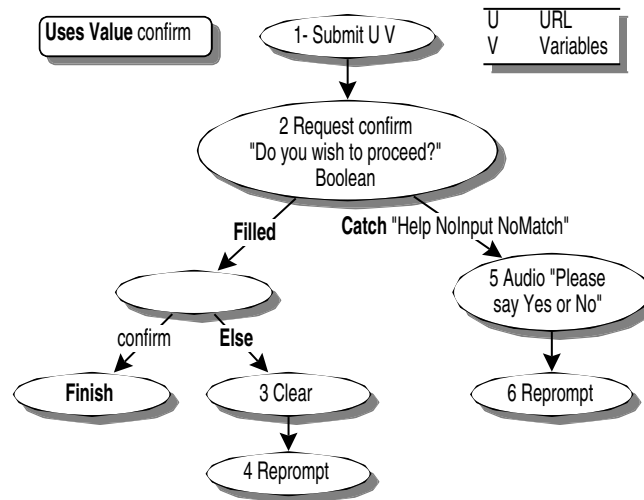 Uses Value confirm
1- Submit U V
U URL
V Variables
2 Request confirm
"Do you wish to proceed?"
Boolean
Filled
Catch "Help NoInput NoMatch"
5 Audio "Please
say Yes or No"
confirm
Else
Finish
3 Clear
6 Reprompt
4 Reprompt